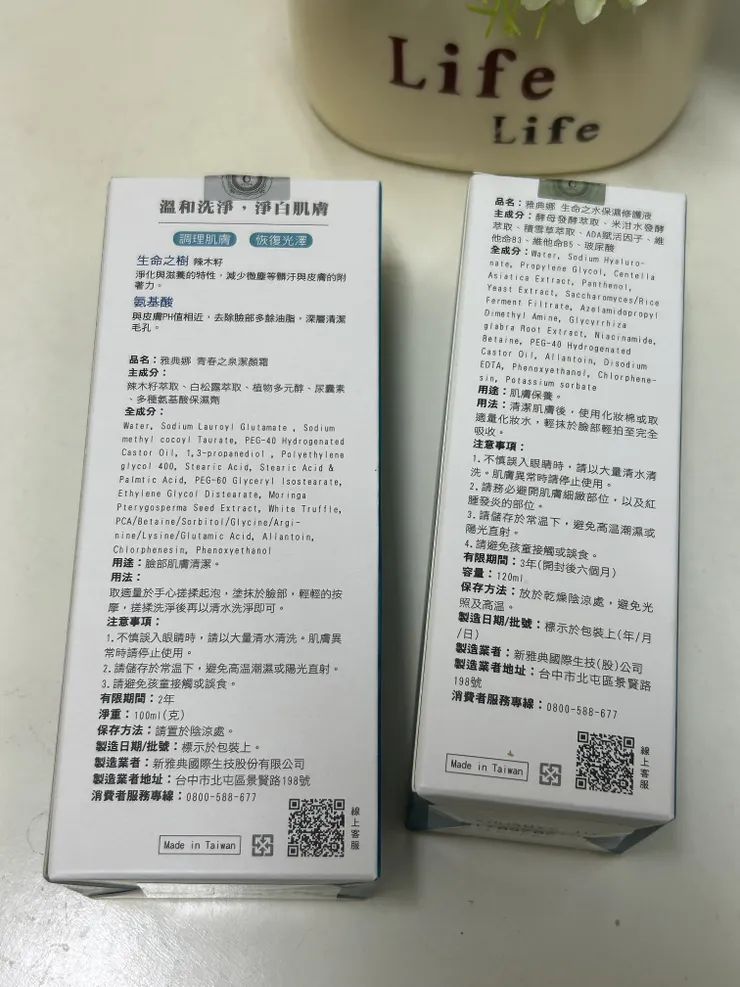 Life
Life
溫和洗淨，淨白肌膚
調理肌膚 恢復光澤
生命之樹 辣木籽
淨化與滋養的特性，減少微塵等髒汙與皮膚的附
著力。
氨基酸
與皮膚PH值相近，去除臉部多餘油脂，深層清潔
毛孔。
品名：雅典娜 青春之泉潔顏霜
主成分：
辣木籽萃取、白松露萃取、植物多元醇、尿囊素
、多種氨基酸保濕劑
全成分：
Water, Sodium Lauroyl Glutamate , Sodium
methyl cocoyl Taurate, PEG-40 Hydrogenated
Castor Oil, 1,3-propanediol , Polyethylene
glycol 400, Stearic Acid, Stearic Acid &
Palmtic Acid, PEG-60 Glyceryl Isostearate,
Ethylene Glycol Distearate, Moringa
Pterygosperma Seed Extract, White Truffle,
PCA/Betaine/Sorbitol/Glycine/Argi-
nine/Lysine/Glutamic Acid, Allantoin,
Chlorphenesin, Phenoxyethanol
用途：臉部肌膚清潔。
用法：
取適量於手心搓揉起泡，塗抹於臉部，輕輕的按
摩，搓揉洗淨後再以清水洗淨即可。
注意事項：
1.不慎誤入眼睛時，請以大量清水清洗。肌膚異
常時請停止使用。
2.請儲存於常溫下，避免高溫潮濕或陽光直射。
3.請避免孩童接觸或誤食。
有限期間：2年
淨重：100ml(克)
保存方法：請置於陰涼處。
製造日期/批號：標示於包裝上。
製造業者：新雅典國際生技股份有限公司
製造業者地址：台中市北屯區景賢路198號
消費者服務專線：0800-588-677
Made in Taiwan
線上客服
品名：雅典娜 生命之水保濕修護液
主成分：酵母發酵萃取、米泔水發酵
萃取、積雪草萃取、ADA賦活因子、維
他命B3、維他命B5、玻尿酸
全成分：Water, Sodium Hyaluro-
nate, Propylene Glycol, Centella
Asiatica Extract, Panthenol,
Yeast Extract, Saccharomyces/Rice
Ferment Filtrate, Azelamidopropyl
Dimethyl Amine, Glycyrrhiza
glabra Root Extract, Niacinamide,
Betaine, PEG-40 Hydrogenated
Castor Oil, Allantoin, Disodium
EDTA, Phenoxyethanol, Chlorphene-
sin, Potassium sorbate
用途：肌膚保養。
用法：清潔肌膚後，使用化妝棉或取
適量化妝水，輕抹於臉部輕拍至完全
吸收。
注意事項：
1.不慎誤入眼睛時，請以大量清水清
洗。肌膚異常時請停止使用。
2.請務必避開肌膚細緻部位，以及紅
腫發炎的部位。
3.請儲存於常溫下，避免高溫潮濕或
陽光直射。
4.請避免孩童接觸或誤食。
有限期間：3年(開封後六個月)
容量：120ml
保存方法：放於乾燥陰涼處，避免光
照及高溫。
製造日期/批號：標示於包裝上(年/月
/日)
製造業者：新雅典國際生技(股)公司
製造業者地址：台中市北屯區景賢路
198號
消費者服務專線：0800-588-677
Made in Taiwan
線上客服